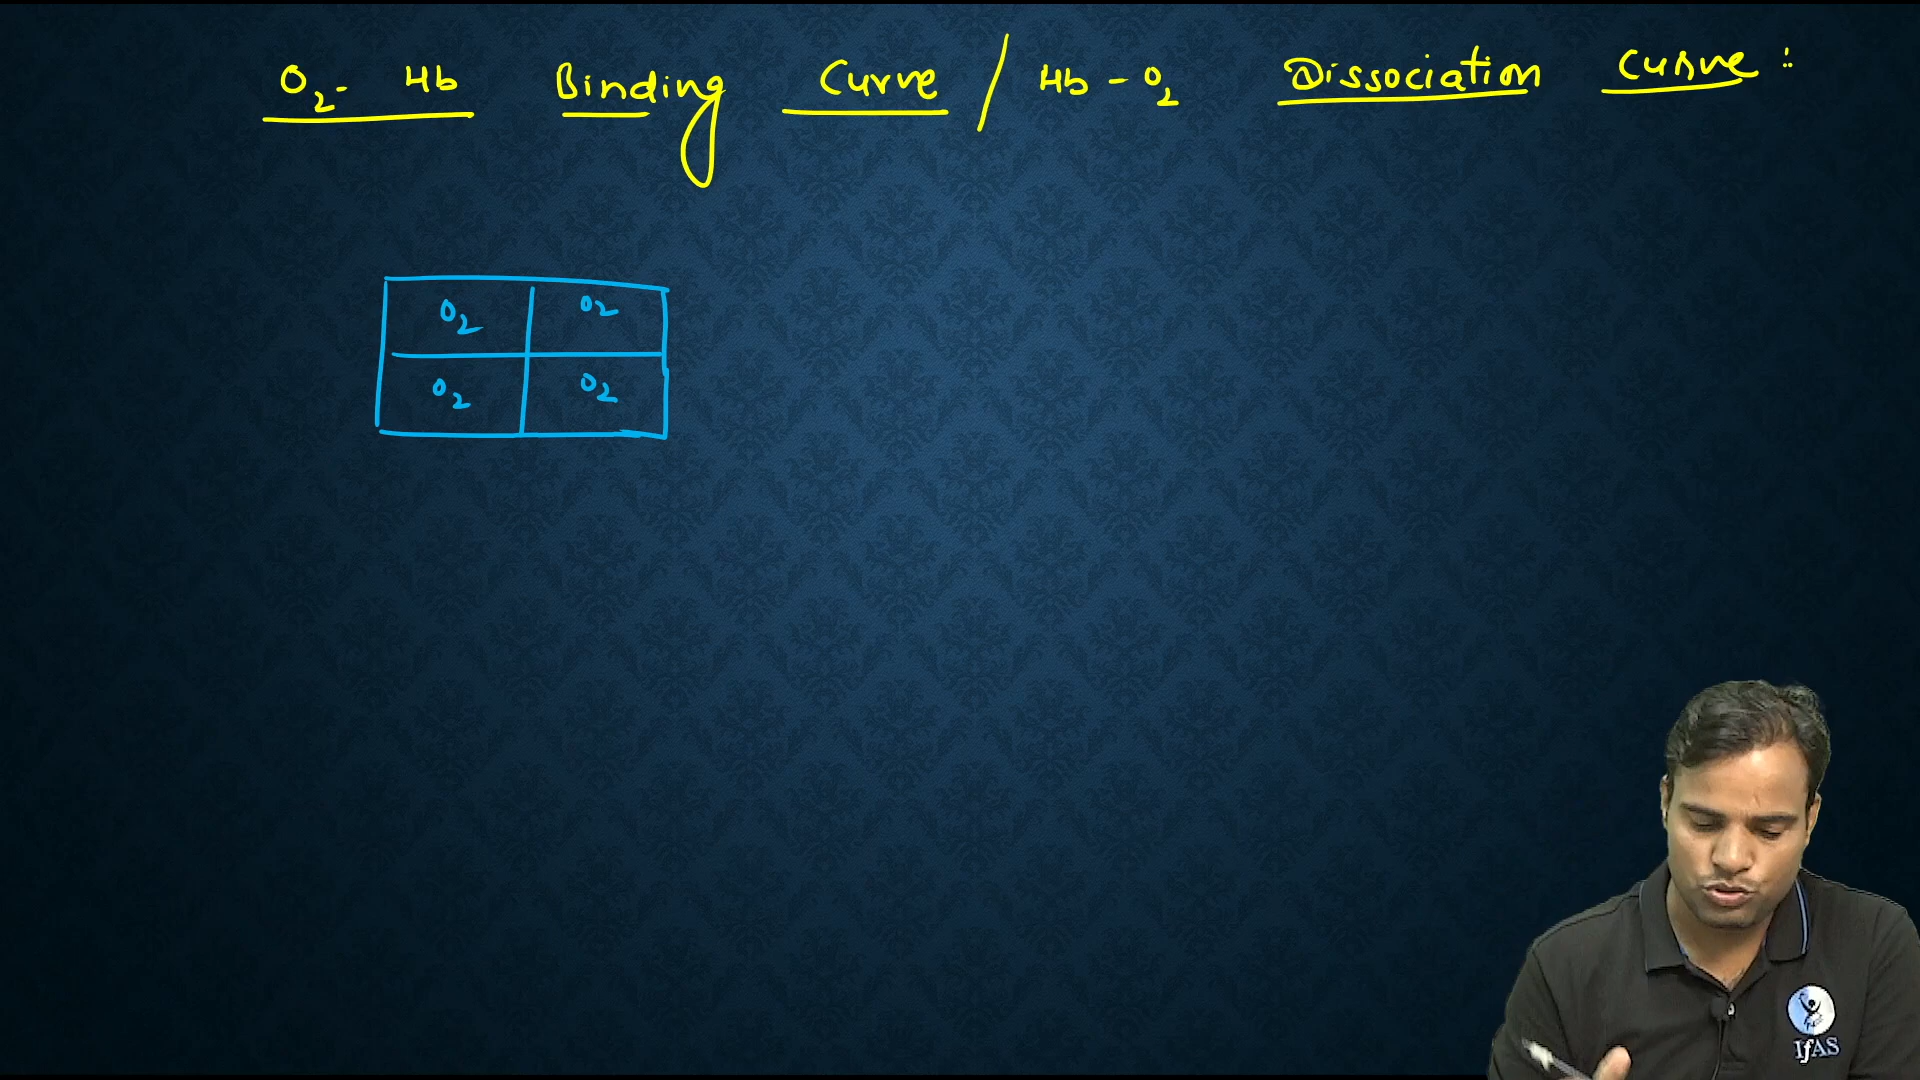 O₂- Hb Binding Curve / Hb - O₂ Dissociation Curve :
O₂ O₂
O₂ O₂
IfAS